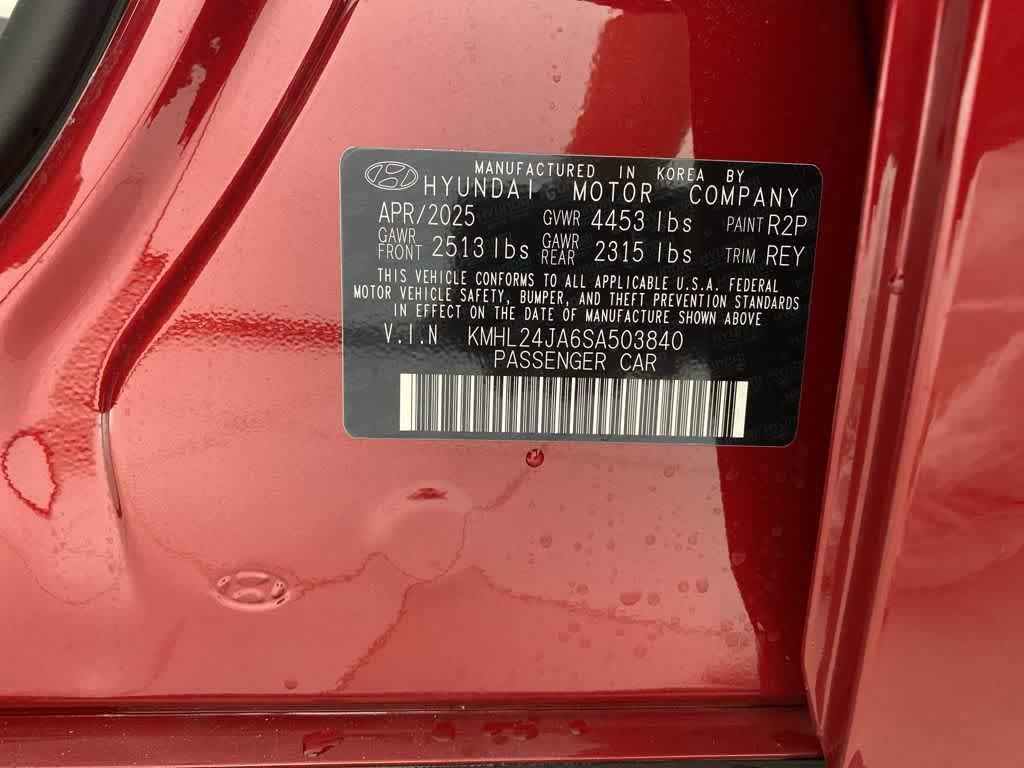 MANUFACTURED IN KOREA BY
HYUNDAI MOTOR COMPANY
APR/2025 GVWR 4453 lbs PAINT R2P
GAWR FRONT 2513 lbs GAWR REAR 2315 lbs TRIM REY
THIS VEHICLE CONFORMS TO ALL APPLICABLE U.S.A. FEDERAL
MOTOR VEHICLE SAFETY, BUMPER, AND THEFT PREVENTION STANDARDS
IN EFFECT ON THE DATE OF MANUFACTURE SHOWN ABOVE
V.I.N KMHL24JA6SA503840
PASSENGER CAR